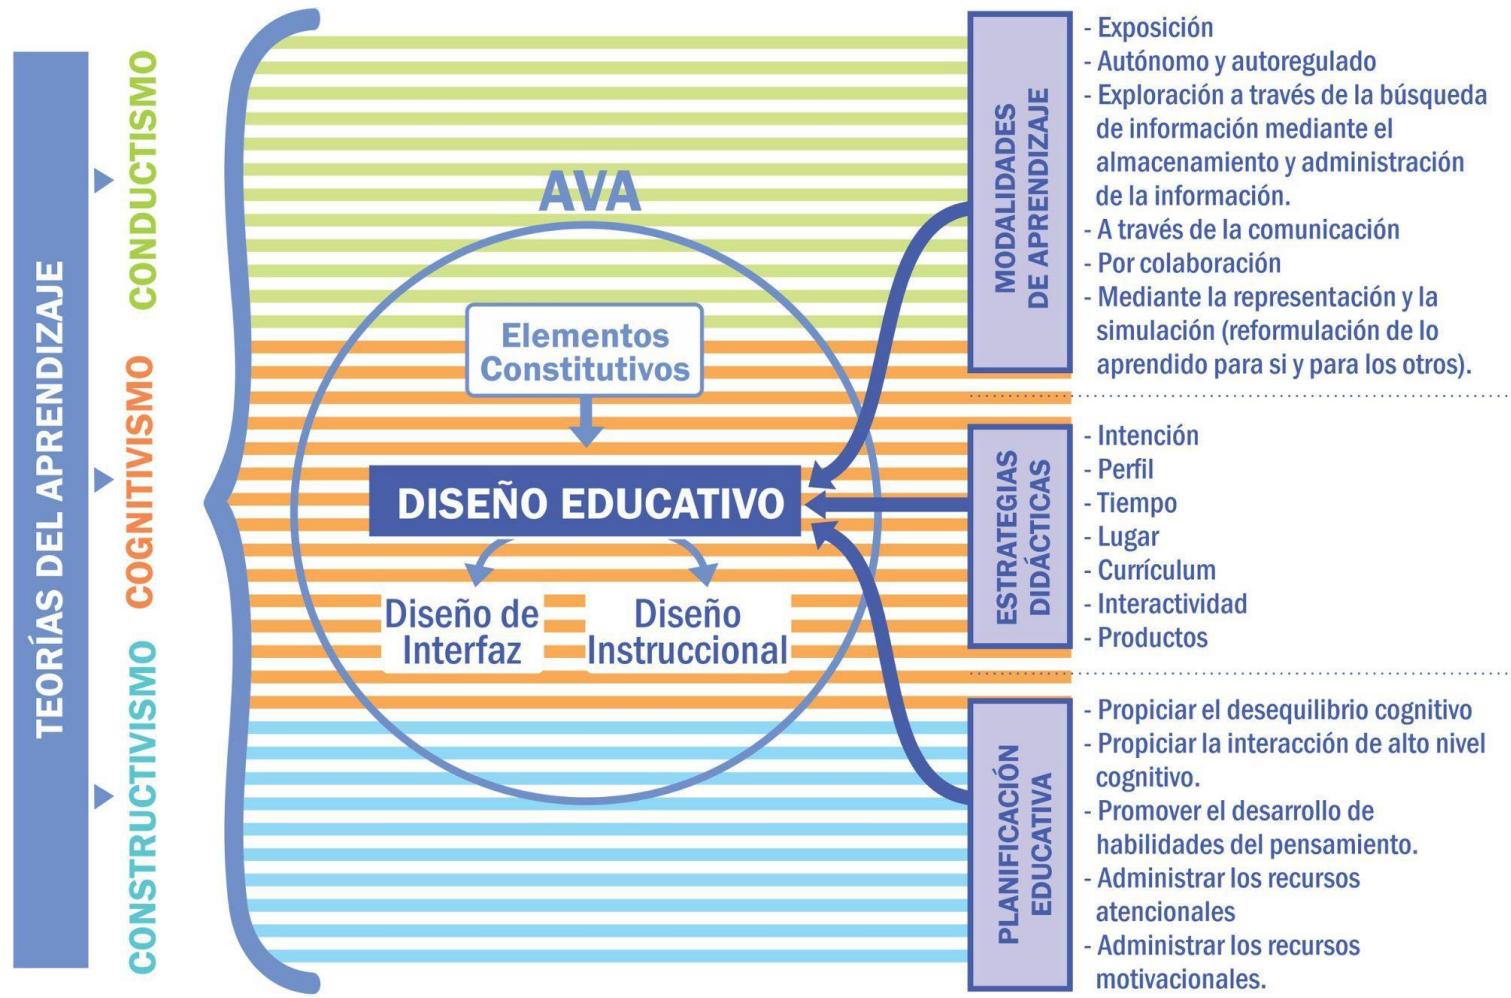 TEORÍAS DEL APRENDIZAJE
CONDUCTISMO
COGNITIVISMO
CONSTRUCTIVISMO
AVA
Elementos
Constitutivos
DISEÑO EDUCATIVO
Diseño de
Interfaz
Diseño
Instruccional
MODALIDADES
DE APRENDIZAJE
- Exposición
- Autónomo y autoregulado
- Exploración a través de la búsqueda
de información mediante el
almacenamiento y administración
de la información.
- A través de la comunicación
- Por colaboración
- Mediante la representación y la
simulación (reformulación de lo
aprendido para si y para los otros).
ESTRATEGIAS
DIDÁCTICAS
- Intención
- Perfil
- Tiempo
- Lugar
- Currículum
- Interactividad
- Productos
PLANIFICACIÓN
EDUCATIVA
- Propiciar el desequilibrio cognitivo
- Propiciar la interacción de alto nivel
cognitivo.
- Promover el desarrollo de
habilidades del pensamiento.
- Administrar los recursos
atencionales
- Administrar los recursos
motivacionales.